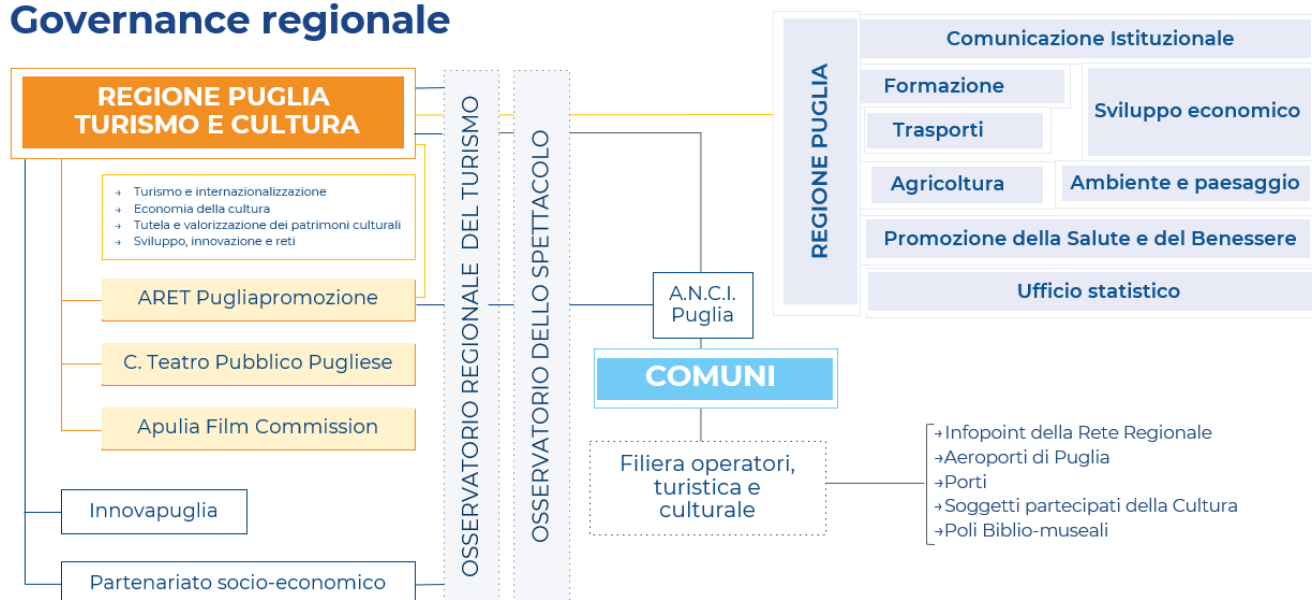 Governance regionale
REGIONE PUGLIA
TURISMO E CULTURA
→ Turismo e internazionalizzazione
→ Economia della cultura
→ Tutela e valorizzazione dei patrimoni culturali
→ Sviluppo, innovazione e reti
ARET Pugliapromozione
C. Teatro Pubblico Pugliese
Apulia Film Commission
Innovapuglia
Partenariato socio-economico
OSSERVATORIO REGIONALE DEL TURISMO
OSSERVATORIO DELLO SPETTACOLO
A.N.C.I.
Puglia
COMUNI
Filiera operatori,
turistica e
culturale
→Infopoint della Rete Regionale
→Aeroporti di Puglia
→Porti
→Soggetti partecipati della Cultura
→Poli Biblio-museali
REGIONE PUGLIA
Comunicazione Istituzionale
Formazione
Trasporti
Sviluppo economico
Agricoltura
Ambiente e paesaggio
Promozione della Salute e del Benessere
Ufficio statistico